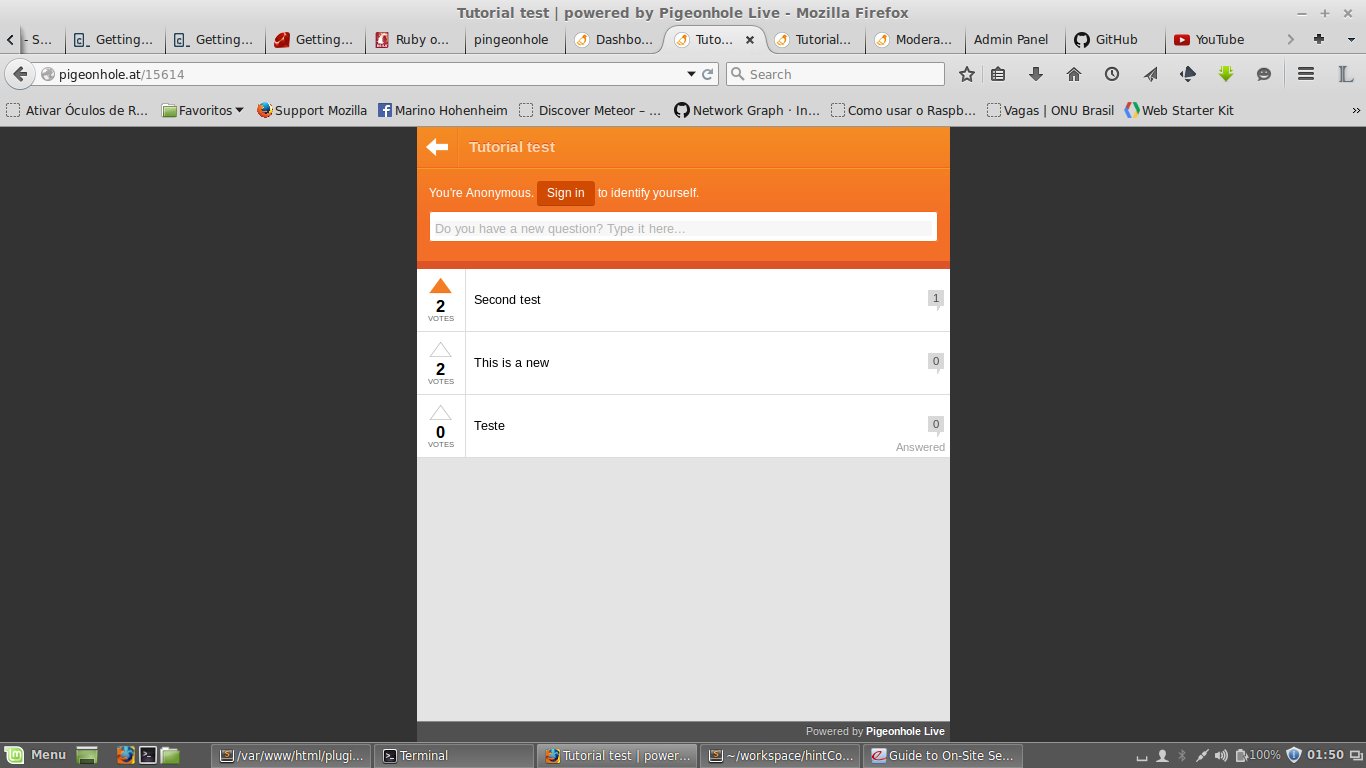 Tutorial test | powered by Pigeonhole Live - Mozilla Firefox
- S... Getting... Getting... Getting... Ruby o... pingeonhole Dashbo... Tuto... Tutorial... Modera... Admin Panel GitHub YouTube
pigeonhole.at/15614 Search
Ativar Óculos de R... Favoritos Support Mozilla Marino Hohenheim Discover Meteor – ... Network Graph · In... Como usar o Raspb... Vagas | ONU Brasil Web Starter Kit »
Tutorial test
You're Anonymous. Sign in to identify yourself.
Do you have a new question? Type it here...
2
VOTES
Second test
1
2
VOTES
This is a new
0
0
VOTES
Teste
0
Answered
Powered by Pigeonhole Live
Menu /var/www/html/plugi... Terminal Tutorial test | power... ~/workspace/hintCo... Guide to On-Site Se... 100% 01:50